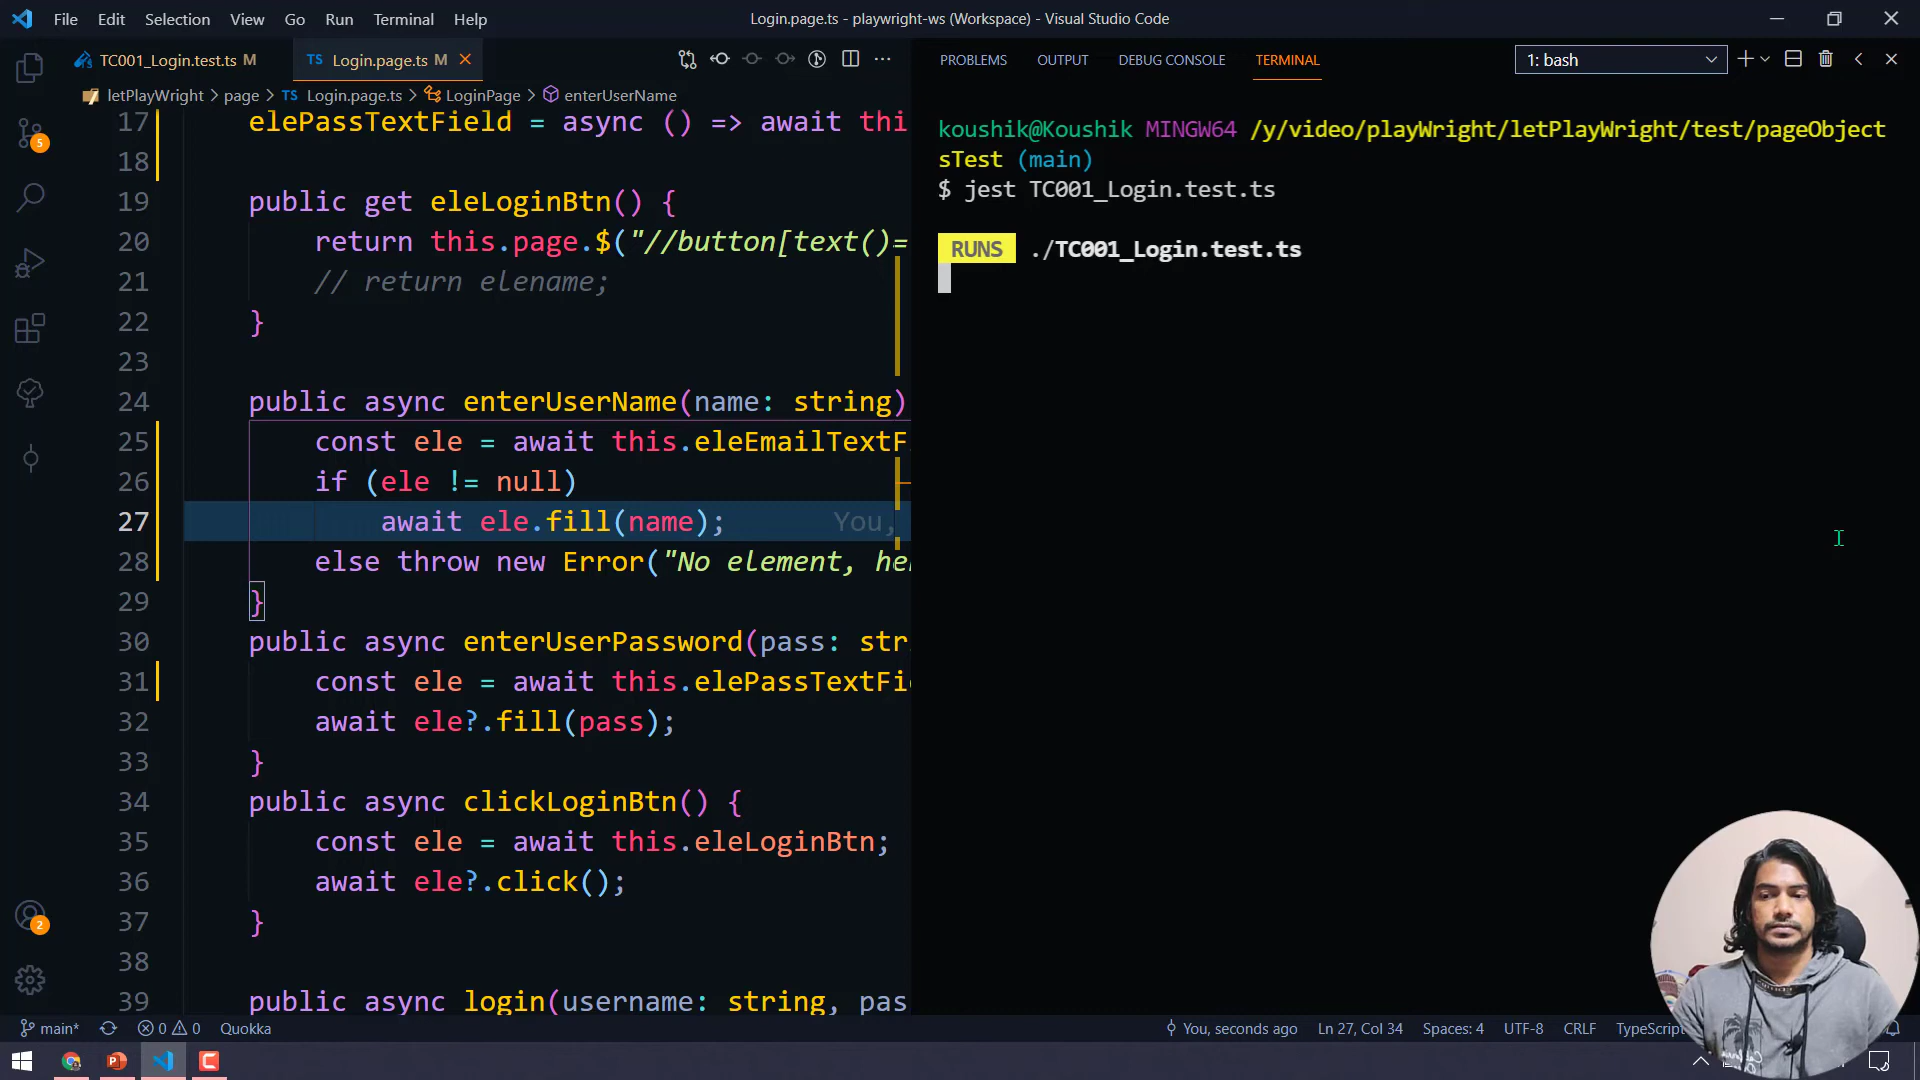 File Edit Selection View Go Run Terminal Help
Login.page.ts - playwright-ws (Workspace) - Visual Studio Code
TC001_Login.test.ts M
TS Login.page.ts M
letPlayWright > page > TS Login.page.ts > LoginPage > enterUserName
17 elePassTextField = async () => await thi
18
19 public get eleLoginBtn() {
20 return this.page.$("//button[text()=
21 // return elename;
22 }
23
24 public async enterUserName(name: string)
25 const ele = await this.eleEmailTextF
26 if (ele != null)
27 await ele.fill(name); You,
28 else throw new Error("No element, he
29 }
30 public async enterUserPassword(pass: str
31 const ele = await this.elePassTextFi
32 await ele?.fill(pass);
33 }
34 public async clickLoginBtn() {
35 const ele = await this.eleLoginBtn;
36 await ele?.click();
37 }
38
39 public async login(username: string, pas
PROBLEMS OUTPUT DEBUG CONSOLE TERMINAL
1: bash
koushik@Koushik MINGW64 /y/video/playWright/letPlayWright/test/pageObject
sTest (main)
$ jest TC001_Login.test.ts
RUNS ./TC001_Login.test.ts
5
2
main* 0 0 Quokka
You, seconds ago Ln 27, Col 34 Spaces: 4 UTF-8 CRLF TypeScript